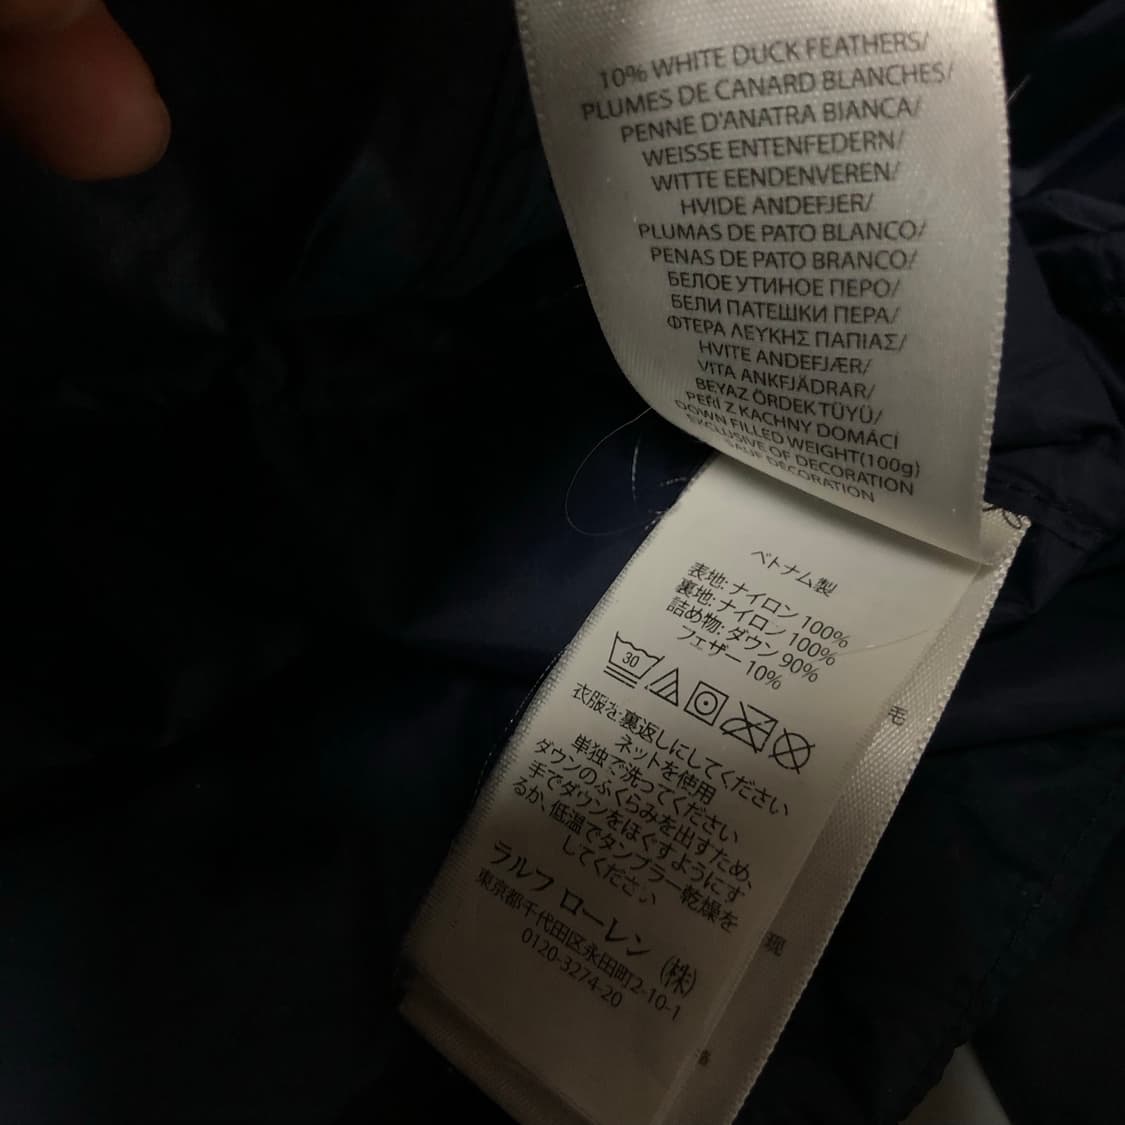 10% WHITE DUCK FEATHERS/
PLUMES DE CANARD BLANCHES/
PENNE D'ANATRA BIANCA/
WEISSE ENTENFEDERN/
WITTE EENDENVEREN/
HVIDE ANDEFJER/
PLUMAS DE PATO BLANCO/
PENAS DE PATO BRANCO/
БЕЛОЕ УТИНОЕ ПЕРО/
БЕЛИ ПАТЕШКИ ПЕРА/
ΦΤΕΡΑ ΛΕΥΚΗΣ ΠΑΠΙΑΣ/
HVITE ANDEFJÆR/
VITA ANKFJÄDRAR/
BEYAZ ÖRDEK TÜYÜ/
PEŘÍ Z KACHNY DOMÁCÍ
DOWN FILLED WEIGHT(100g)
EXCLUSIVE OF DECORATION
SAUF DECORATION
ベトナム製
表地: ナイロン 100%
裏地: ナイロン 100%
詰め物: ダウン 90%
フェザー 10%
30
衣服を裏返しにしてください
ネットを使用
単独で洗ってください
ダウンのふくらみを出すため、
手でダウンをほぐすようにす
るか、低温でタンブラー乾燥を
してください
ラルフ ローレン (株)
東京都千代田区永田町2-10-1
0120-3274-20
毛
现